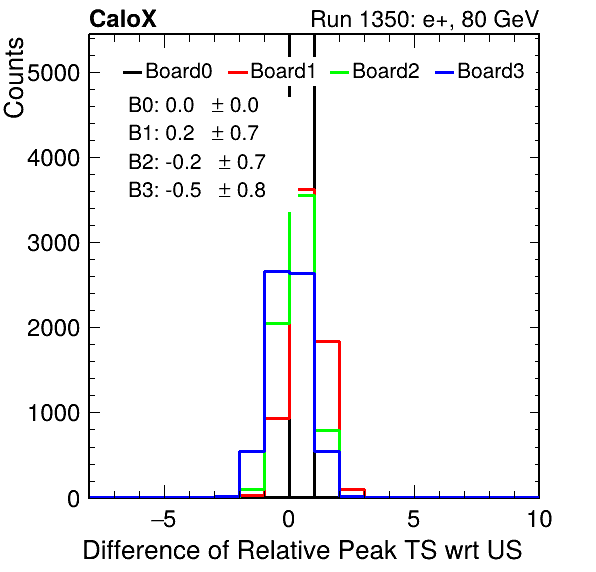 CaloX Run 1350: e+, 80 GeV
Counts
Board0 Board1 Board2 Board3
B0: 0.0 ± 0.0
B1: 0.2 ± 0.7
B2: -0.2 ± 0.7
B3: -0.5 ± 0.8
5000
4000
3000
2000
1000
0
−5 0 5 10
Difference of Relative Peak TS wrt US